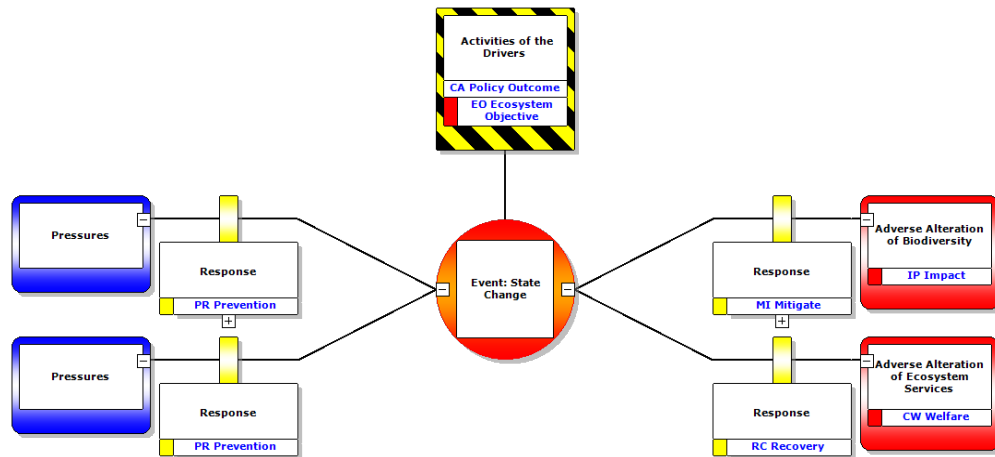 Activities of the
Drivers
CA Policy Outcome
EO Ecosystem
Objective
Pressures
Response
PR Prevention
Event: State
Change
Response
MI Mitigate
Adverse Alteration
of Biodiversity
IP Impact
Pressures
Response
PR Prevention
Response
RC Recovery
Adverse Alteration
of Ecosystem
Services
CW Welfare